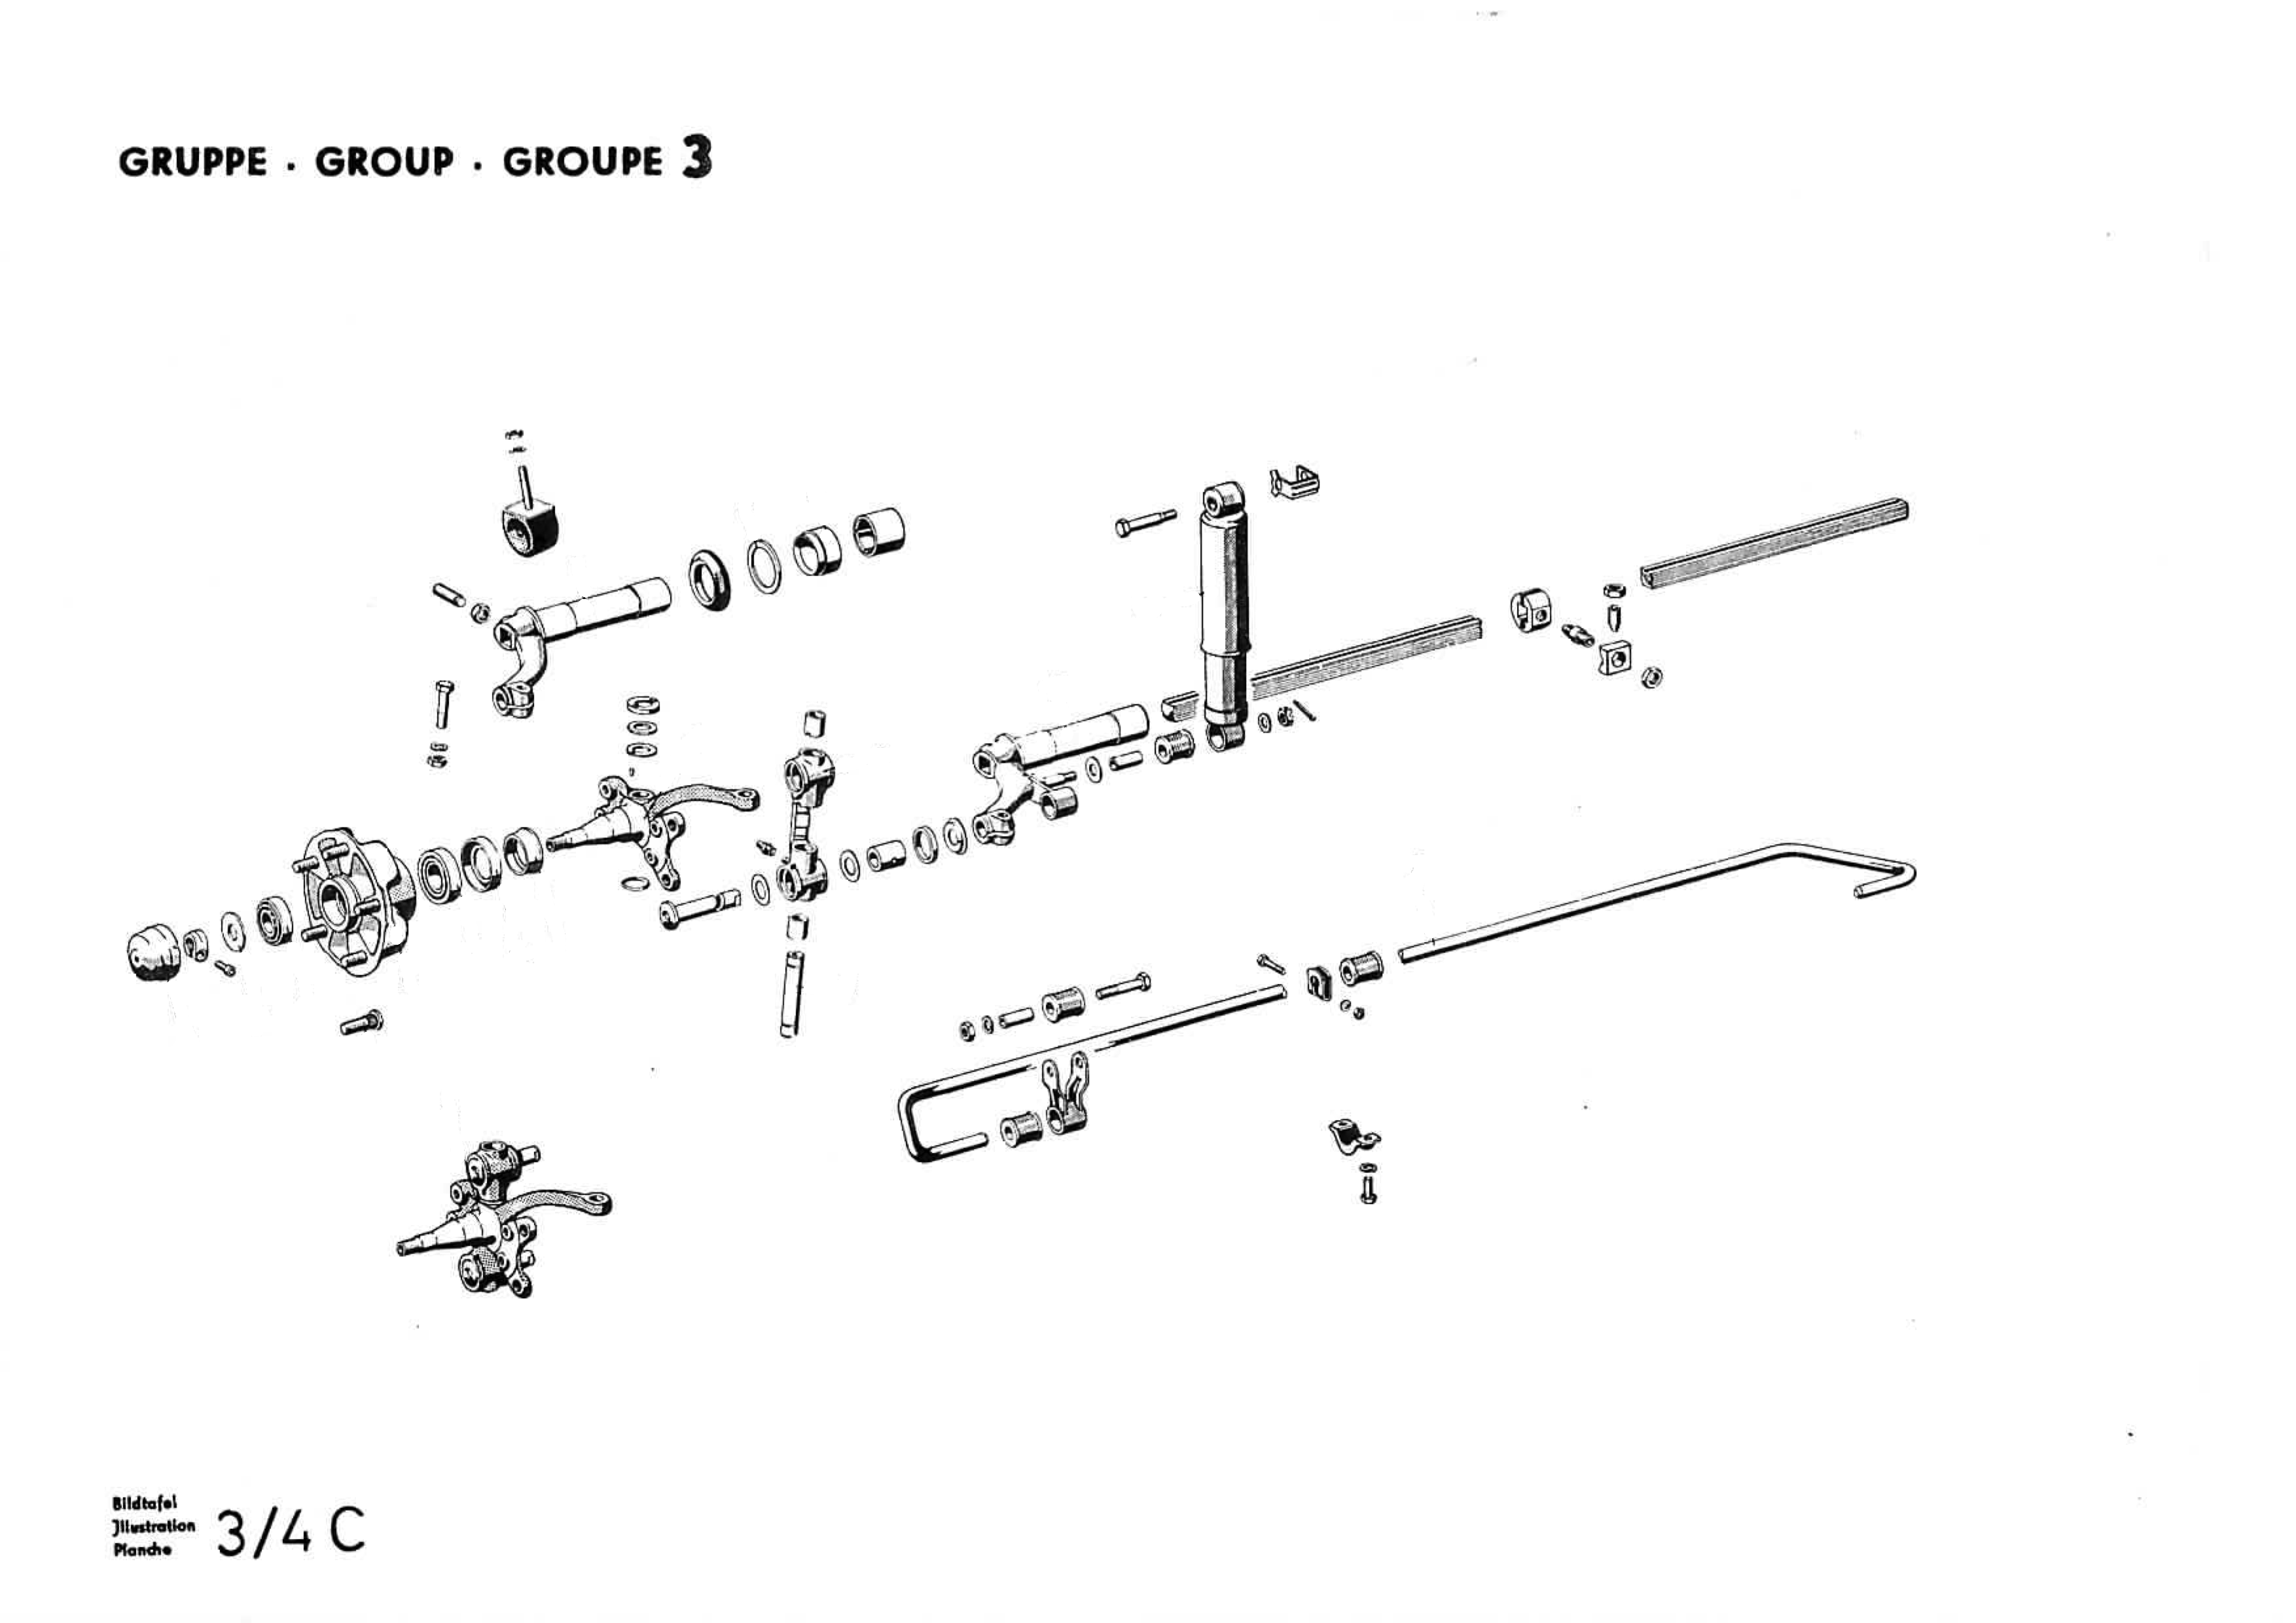 GRUPPE . GROUP . GROUPE 3
Bildtafel
Jllustration
Planche
3/4 C